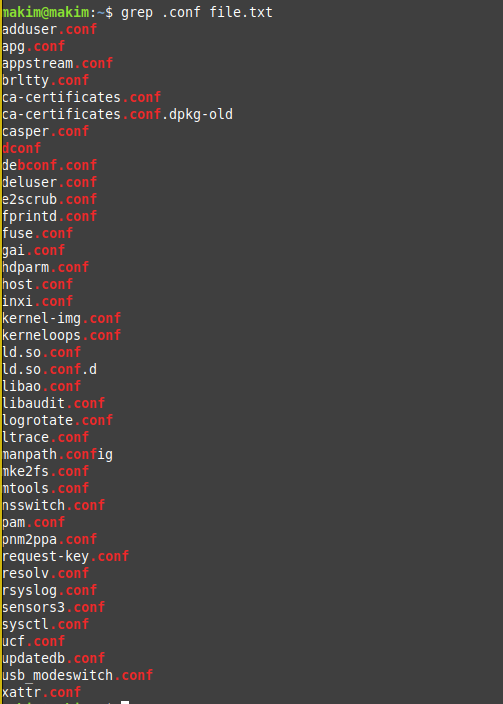 makim@makim:~$ grep .conf file.txt
adduser.conf
apg.conf
appstream.conf
brltty.conf
ca-certificates.conf
ca-certificates.conf.dpkg-old
casper.conf
dconf
debconf.conf
deluser.conf
e2scrub.conf
fprintd.conf
fuse.conf
gai.conf
hdparm.conf
host.conf
inxi.conf
kernel-img.conf
kerneloops.conf
ld.so.conf
ld.so.conf.d
libao.conf
libaudit.conf
logrotate.conf
ltrace.conf
manpath.config
mke2fs.conf
mtools.conf
nsswitch.conf
pam.conf
pnm2ppa.conf
request-key.conf
resolv.conf
rsyslog.conf
sensors3.conf
sysctl.conf
ucf.conf
updatedb.conf
usb_modeswitch.conf
xattr.conf